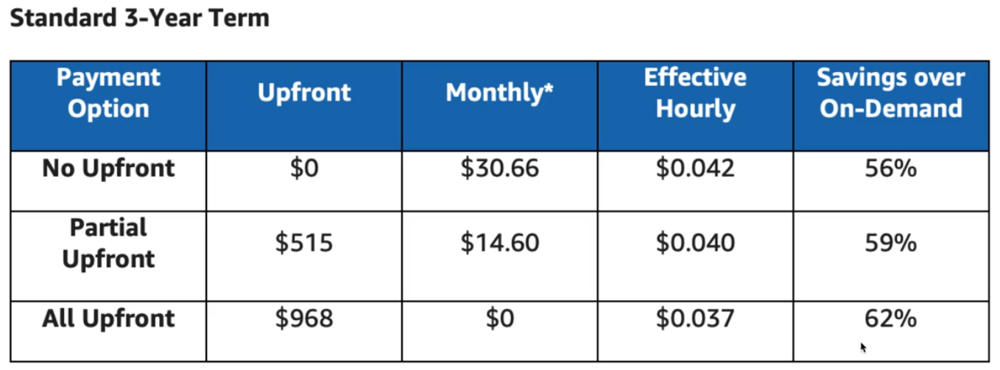 Standard 3-Year Term
Payment Option Upfront Monthly* Effective Hourly Savings over On-Demand
No Upfront $0 $30.66 $0.042 56%
Partial Upfront $515 $14.60 $0.040 59%
All Upfront $968 $0 $0.037 62%